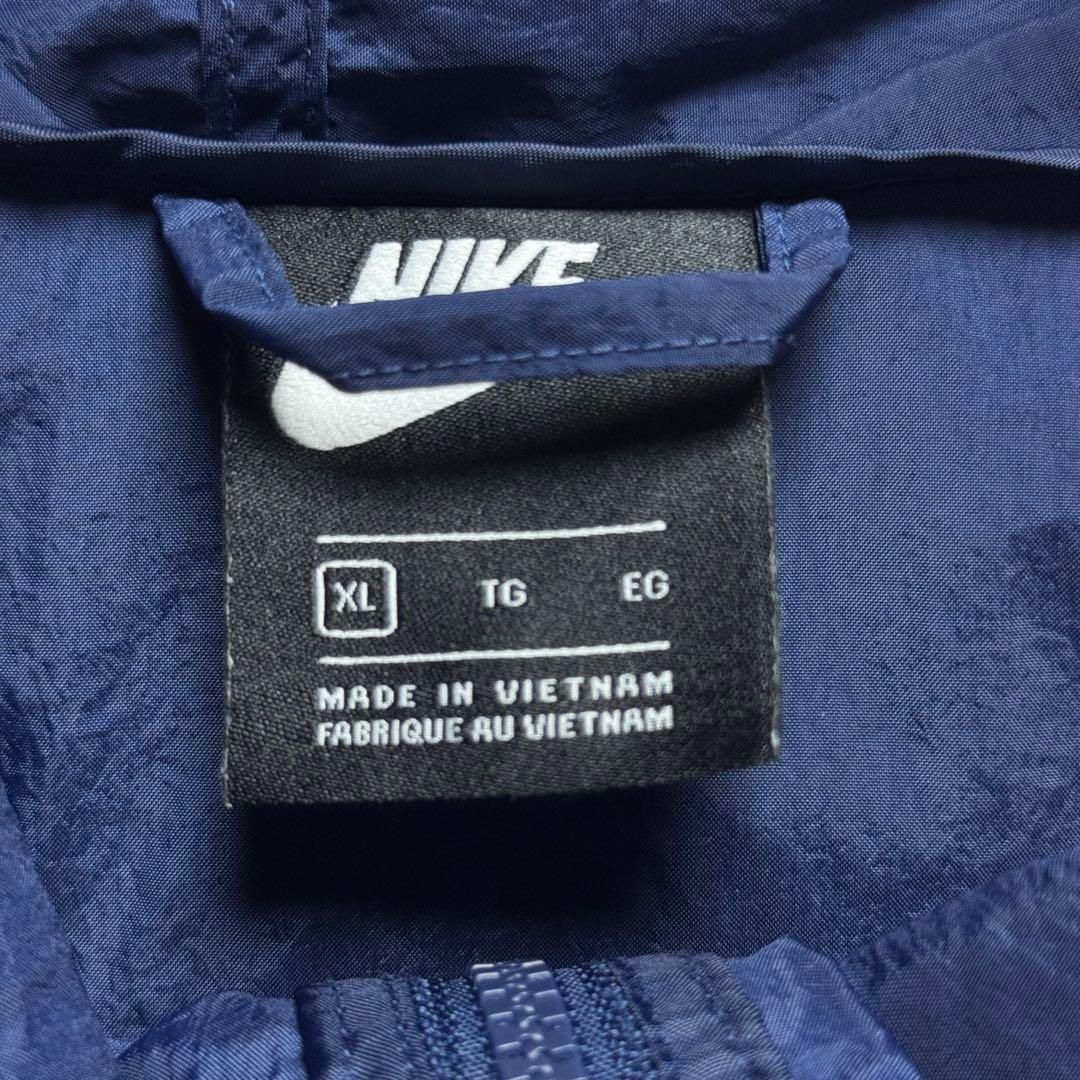 NIKE
XL TG EG
MADE IN VIETNAM
FABRIQUE AU VIETNAM